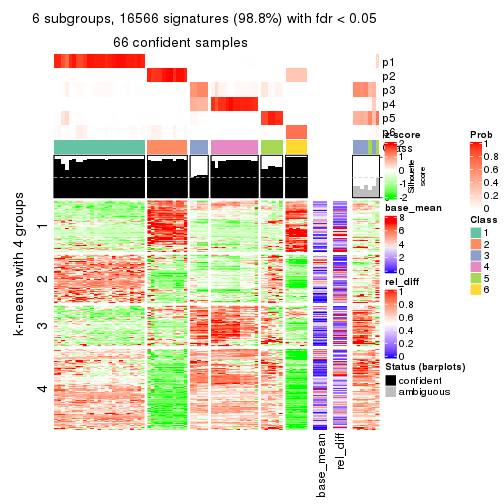 6 subgroups, 16566 signatures (98.8%) with fdr < 0.05
66 confident samples
p1
p2
p3
p4
p5
p6
Class
z-score
2
1
0
-1
-2
Silhouette
score
base_mean
8
6
4
2
0
rel_diff
1
0.8
0.6
0.4
0.2
0
Status (barplots)
confident
ambiguous
Prob
1
0.8
0.6
0.4
0.2
0
Class
1
2
3
4
5
6
k-means with 4 groups
1
2
3
4
base_mean
rel_diff